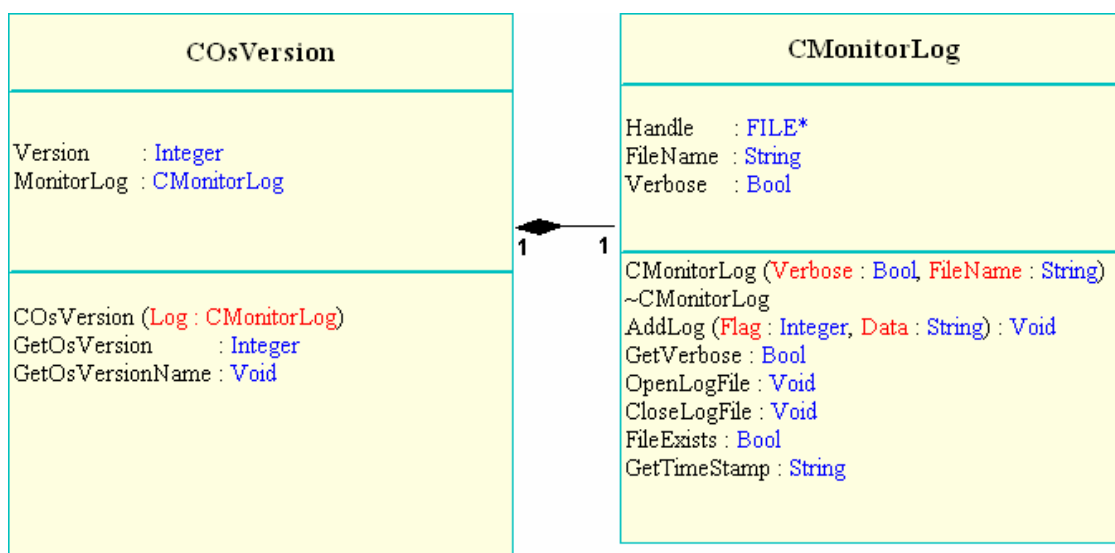 COsVersion
Version : Integer
MonitorLog : CMonitorLog
COsVersion (Log : CMonitorLog)
GetOsVersion : Integer
GetOsVersionName : Void
1
1
CMonitorLog
Handle : FILE*
FileName : String
Verbose : Bool
CMonitorLog (Verbose : Bool, FileName : String)
~CMonitorLog
AddLog (Flag : Integer, Data : String) : Void
GetVerbose : Bool
OpenLogFile : Void
CloseLogFile : Void
FileExists : Bool
GetTimeStamp : String